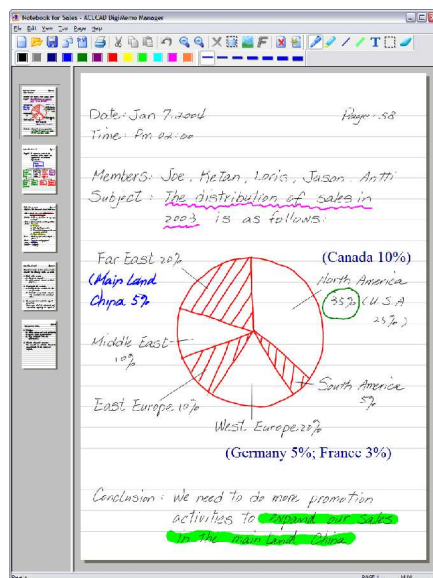 Notebook for Sales - ACECAD DigiMemo Manager
File Edit View Tool Page Help
Date: Jan 7. 2004
Page: 58
Time: Pm 02:00
Members: Joe, Ketan, Loris, Jason, Antti
Subject: The distribution of sales in
2003 is as follows:
Far East 20%
(Canada 10%)
(Main Land
China 5%
North America
35% (U.S.A
25%)
Middle East
10%
South America
5%
East Europe 10%
West. Europe 20%
(Germany 5%; France 3%)
Conclusion: We need to do more promotion
activities to expand our sales
in the main Land China